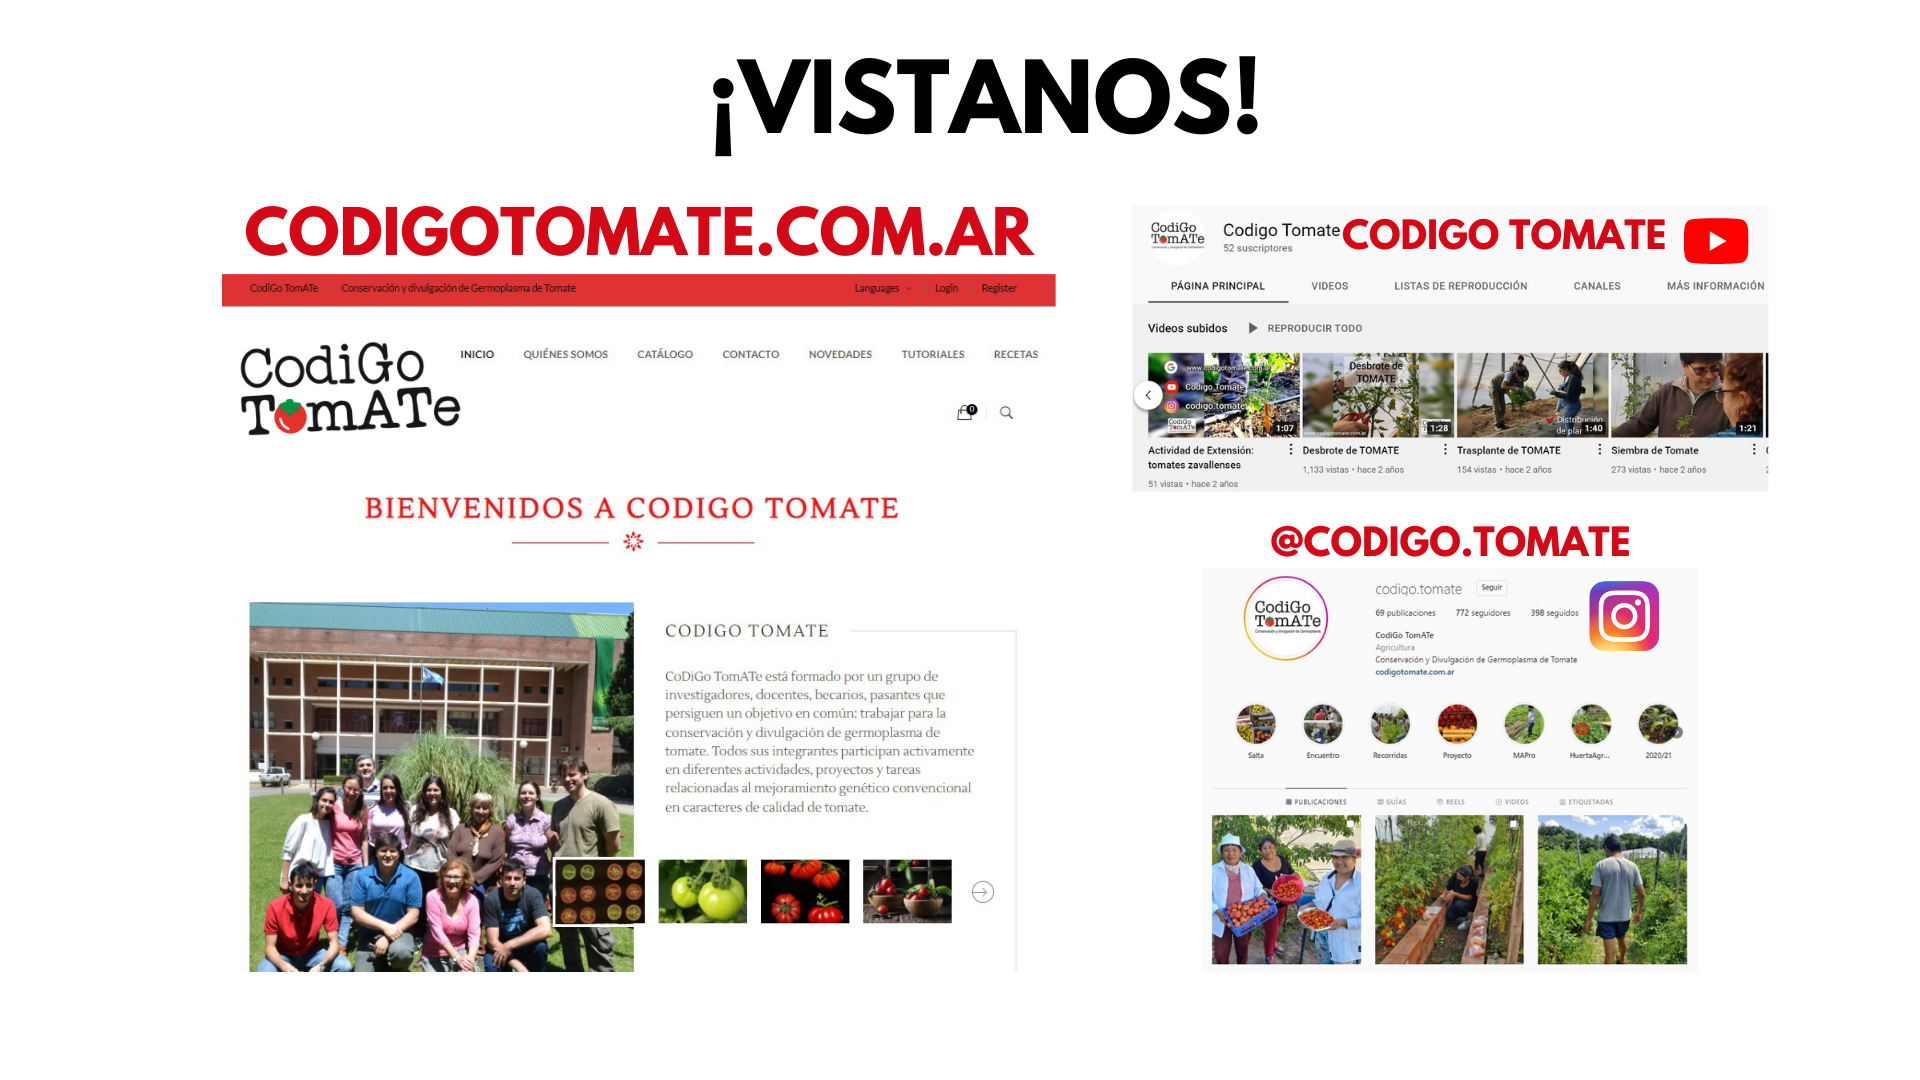 ¡VISTANOS!
CODIGOTOMATE.COM.AR
CodiGo TomATe
Conservación y divulgación de Germoplasma de Tomate
Languages
Login
Register
CodiGo
TomATe
INICIO
QUIÉNES SOMOS
CATÁLOGO
CONTACTO
NOVEDADES
TUTORIALES
RECETAS
0
BIENVENIDOS A CODIGO TOMATE
CODIGO TOMATE
CoDiGo TomATe está formado por un grupo de
investigadores, docentes, becarios, pasantes que
persiguen un objetivo en común: trabajar para la
conservación y divulgación de germoplasma de
tomate. Todos sus integrantes participan activamente
en diferentes actividades, proyectos y tareas
relacionadas al mejoramiento genético convencional
en caracteres de calidad de tomate.
CodiGo
TomATe
Codigo Tomate
52 suscriptores
CODIGO TOMATE
PÁGINA PRINCIPAL
VIDEOS
LISTAS DE REPRODUCCIÓN
CANALES
MÁS INFORMACIÓN
Videos subidos
REPRODUCIR TODO
www.codigotomate.com.ar
Codigo Tomate
codigo.tomate
CodiGo
TomATe
1:07
Desbrote de
TOMATE
1:28
Distribución
de plan
1:40
1:21
Actividad de Extensión:
tomates zavallenses
51 vistas • hace 2 años
Desbrote de TOMATE
1,133 vistas • hace 2 años
Trasplante de TOMATE
154 vistas • hace 2 años
Siembra de Tomate
273 vistas • hace 2 años
@CODIGO.TOMATE
CodiGo
TomATe
Conservación y divulgación de Germoplasma
codigo.tomate
Seguir
69 publicaciones
772 seguidores
398 seguidos
CodiGo TomATe
Agricultura
Conservación y Divulgación de Germoplasma de Tomate
codigotomate.com.ar
Salta
Encuentro
Recorridas
Proyecto
MAPro
HuertaAgr...
2020/21
PUBLICACIONES
GUÍAS
REELS
VIDEOS
ETIQUETADAS